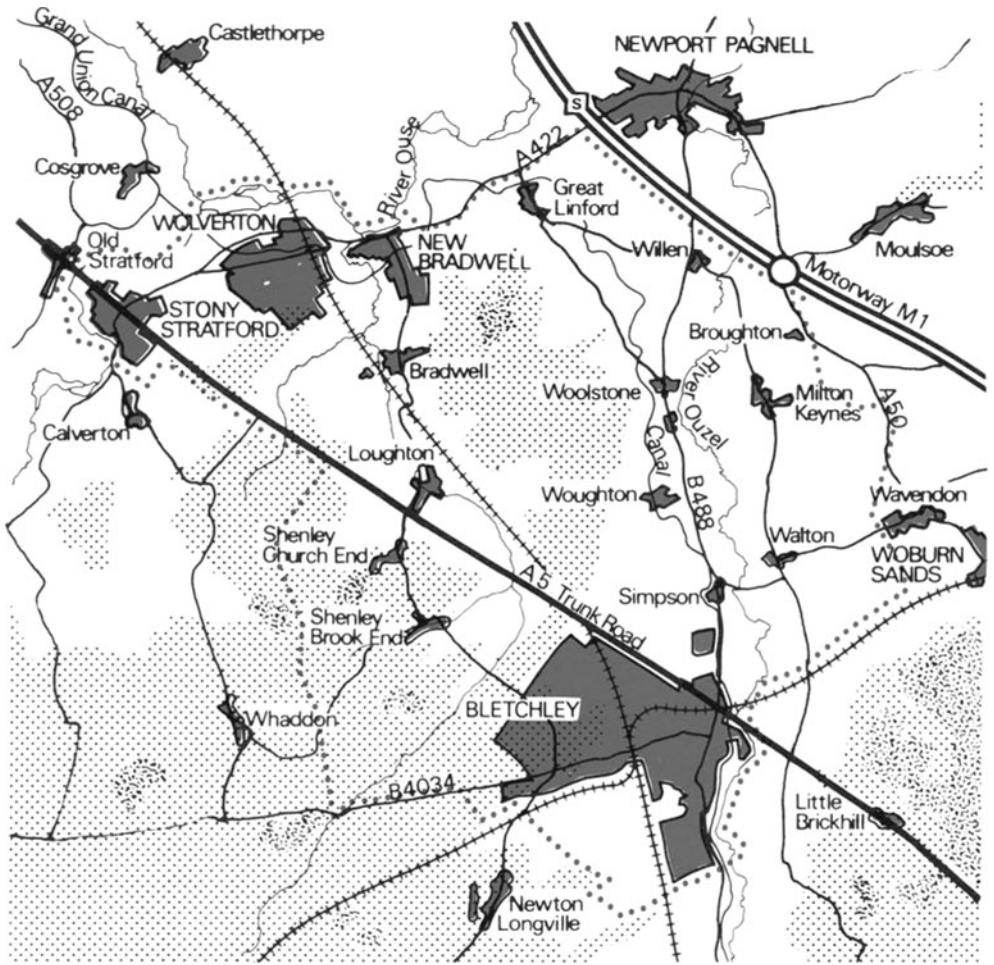 Grand
Union Canal
Castlethorpe
NEWPORT PAGNELL
A508
S
River Ouse
A422
Cosgrove
Great
Linford
WOLVERTON
Old
Stratford
NEW
BRADWELL
Willen
Moulsoe
Motorway M1
STONY
STRATFORD
Broughton
Bradwell
Woolstone
River Ouzel
Milton
Keynes
A50
Calverton
Loughton
Canal
B488
Woughton
Wavendon
Shenley
Church End
Walton
WOBURN
SANDS
A5 Trunk Road
Simpson
Shenley
Brook End
Whaddon
BLETCHLEY
B4034
Little
Brickhill
Newton
Longville